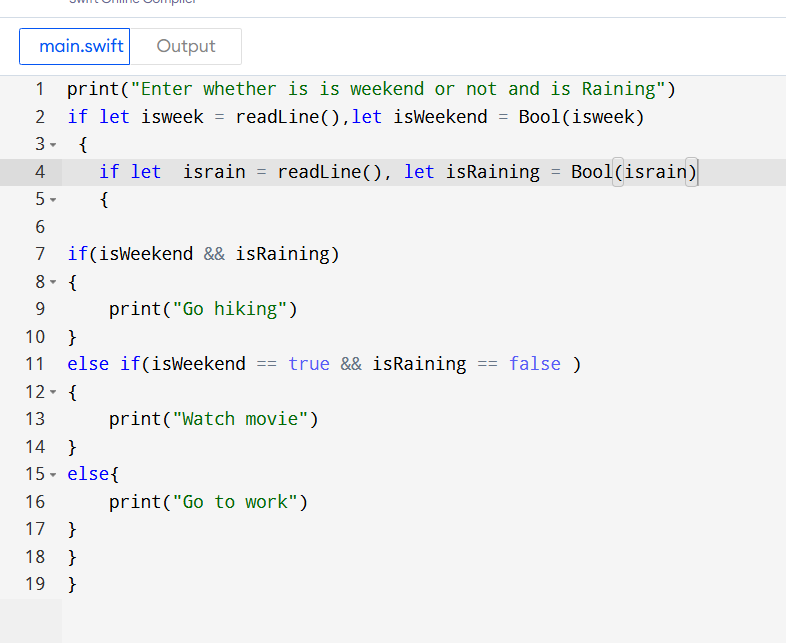 Swift Online Compiler
main.swift Output
1 print("Enter whether is is weekend or not and is Raining")
2 if let isweek = readLine(),let isWeekend = Bool(isweek)
3 {
4 if let israin = readLine(), let isRaining = Bool(israin)
5 {
6
7 if(isWeekend && isRaining)
8 {
9 print("Go hiking")
10 }
11 else if(isWeekend == true && isRaining == false )
12 {
13 print("Watch movie")
14 }
15 else{
16 print("Go to work")
17 }
18 }
19 }